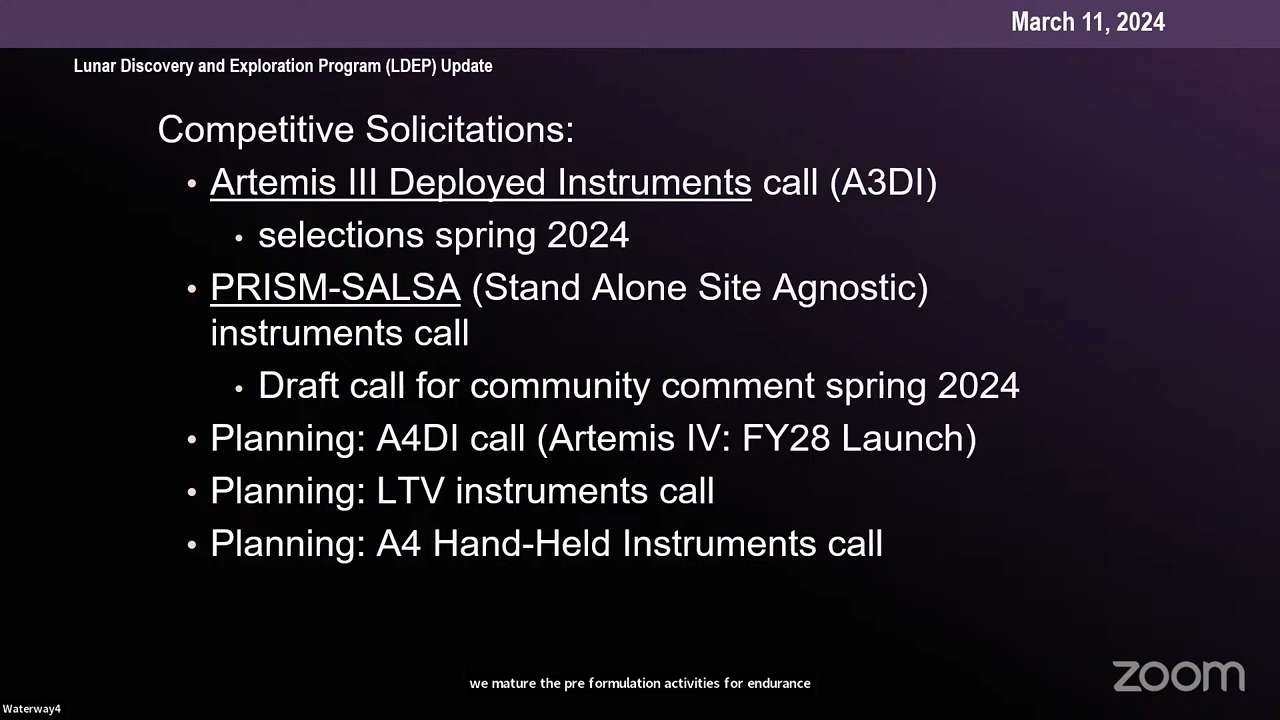 March 11, 2024
Lunar Discovery and Exploration Program (LDEP) Update
Competitive Solicitations:
• Artemis III Deployed Instruments call (A3DI)
• selections spring 2024
• PRISM-SALSA (Stand Alone Site Agnostic)
instruments call
• Draft call for community comment spring 2024
• Planning: A4DI call (Artemis IV: FY28 Launch)
• Planning: LTV instruments call
• Planning: A4 Hand-Held Instruments call
we mature the pre formulation activities for endurance
zoom
Waterway4